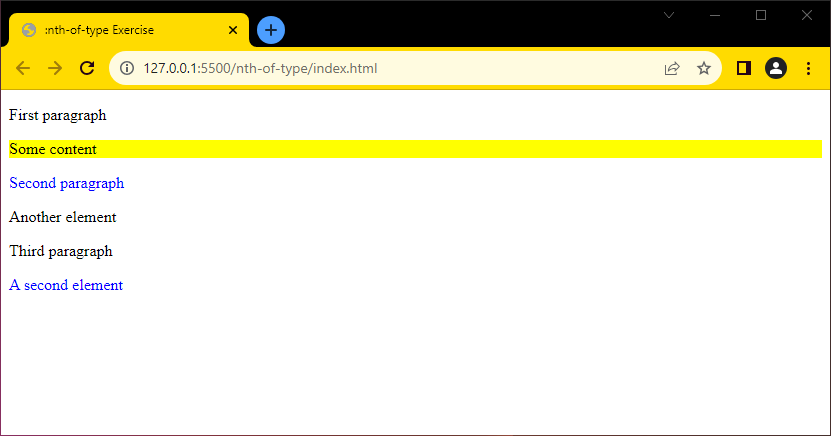 :nth-of-type Exercise
127.0.0.1:5500/nth-of-type/index.html
First paragraph
Some content
Second paragraph
Another element
Third paragraph
A second element